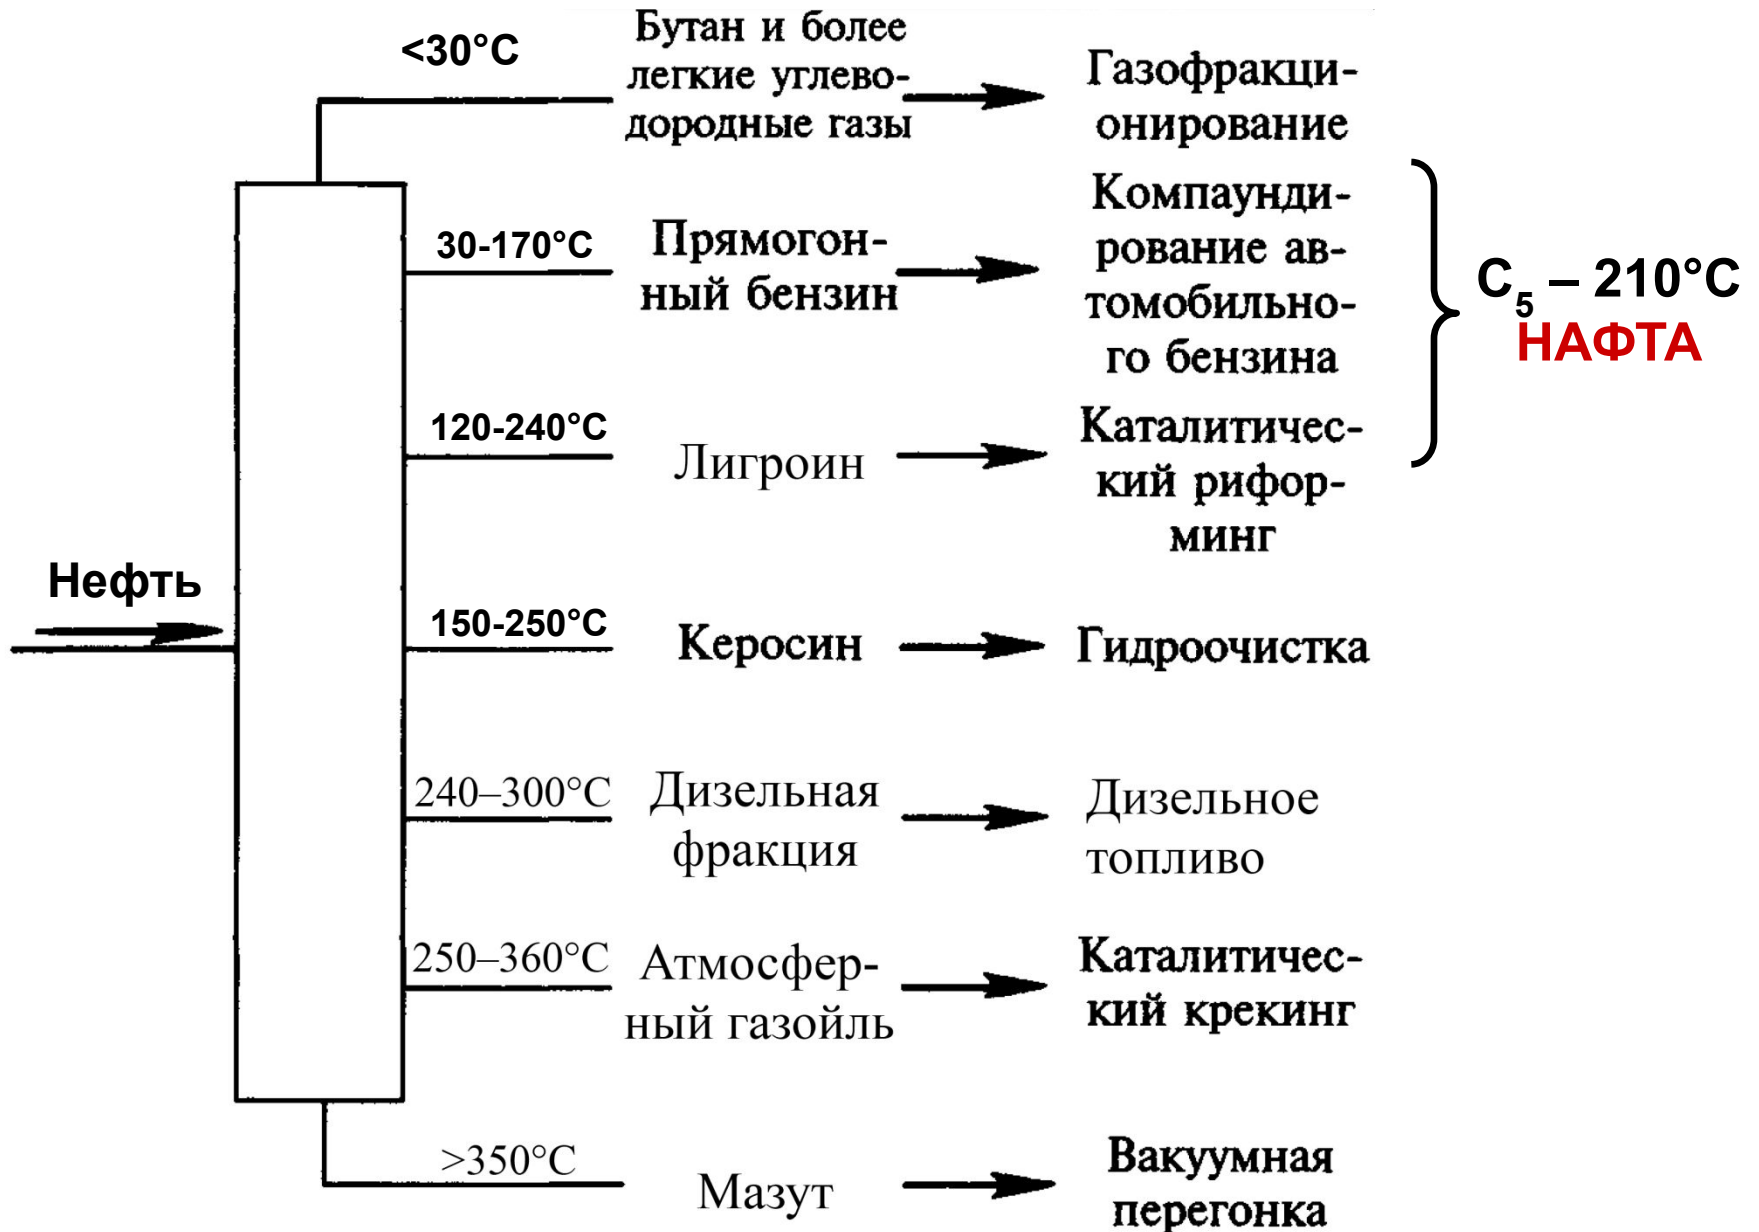 <30°C
Бутан и более
легкие углево-
дородные газы
Газофракци-
онирование
30-170°C
Прямогон-
ный бензин
Компаунди-
рование ав-
томобильно-
го бензина
C₅ – 210°C
НАФТА
120-240°C
Лигроин
Каталитичес-
кий рифор-
минг
Нефть
150-250°C
Керосин
Гидроочистка
240–300°C
Дизельная
фракция
Дизельное
топливо
250–360°C
Атмосфер-
ный газойль
Каталитичес-
кий крекинг
>350°C
Мазут
Вакуумная
перегонка